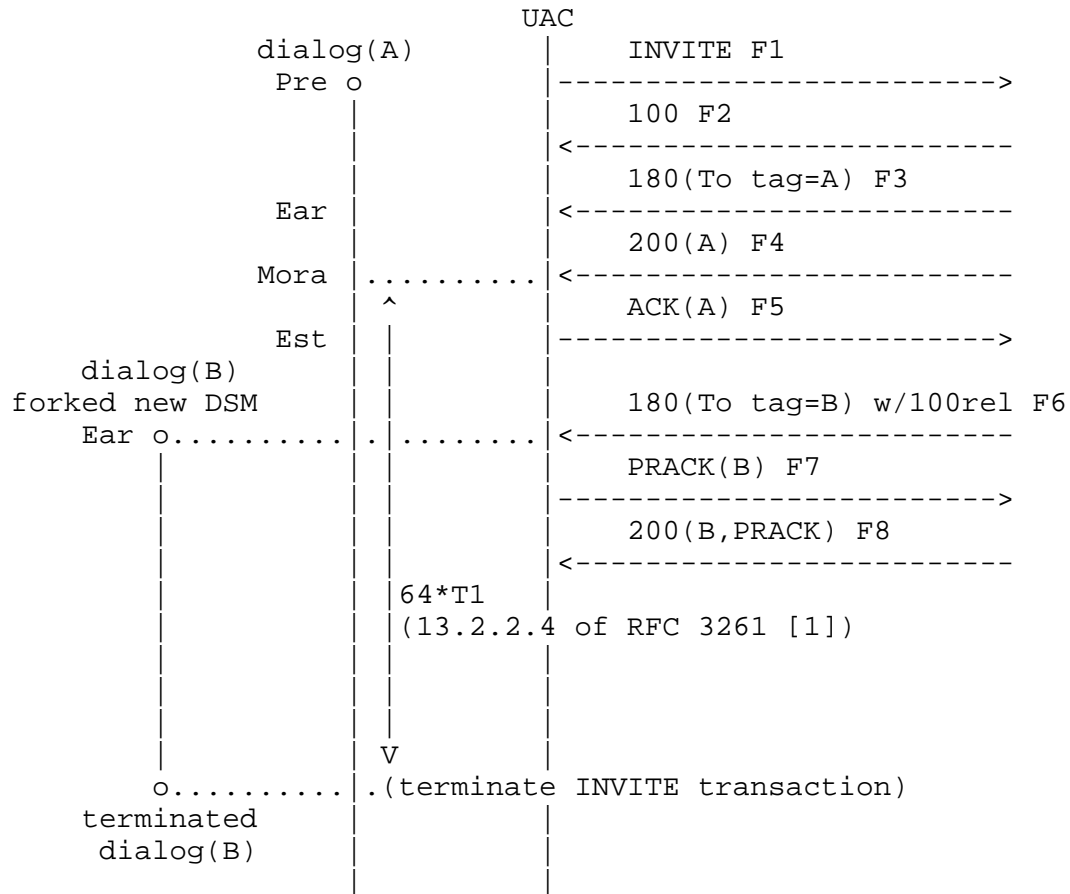 UAC
dialog(A) INVITE F1
Pre
100 F2
180(To tag=A) F3
Ear
200(A) F4
Mora
ACK(A) F5
Est
dialog(B)
forked new DSM 180(To tag=B) w/100rel F6
Ear
PRACK(B) F7
200(B,PRACK) F8
64*T1
(13.2.2.4 of RFC 3261 [1])
V
(terminate INVITE transaction)
terminated
dialog(B)